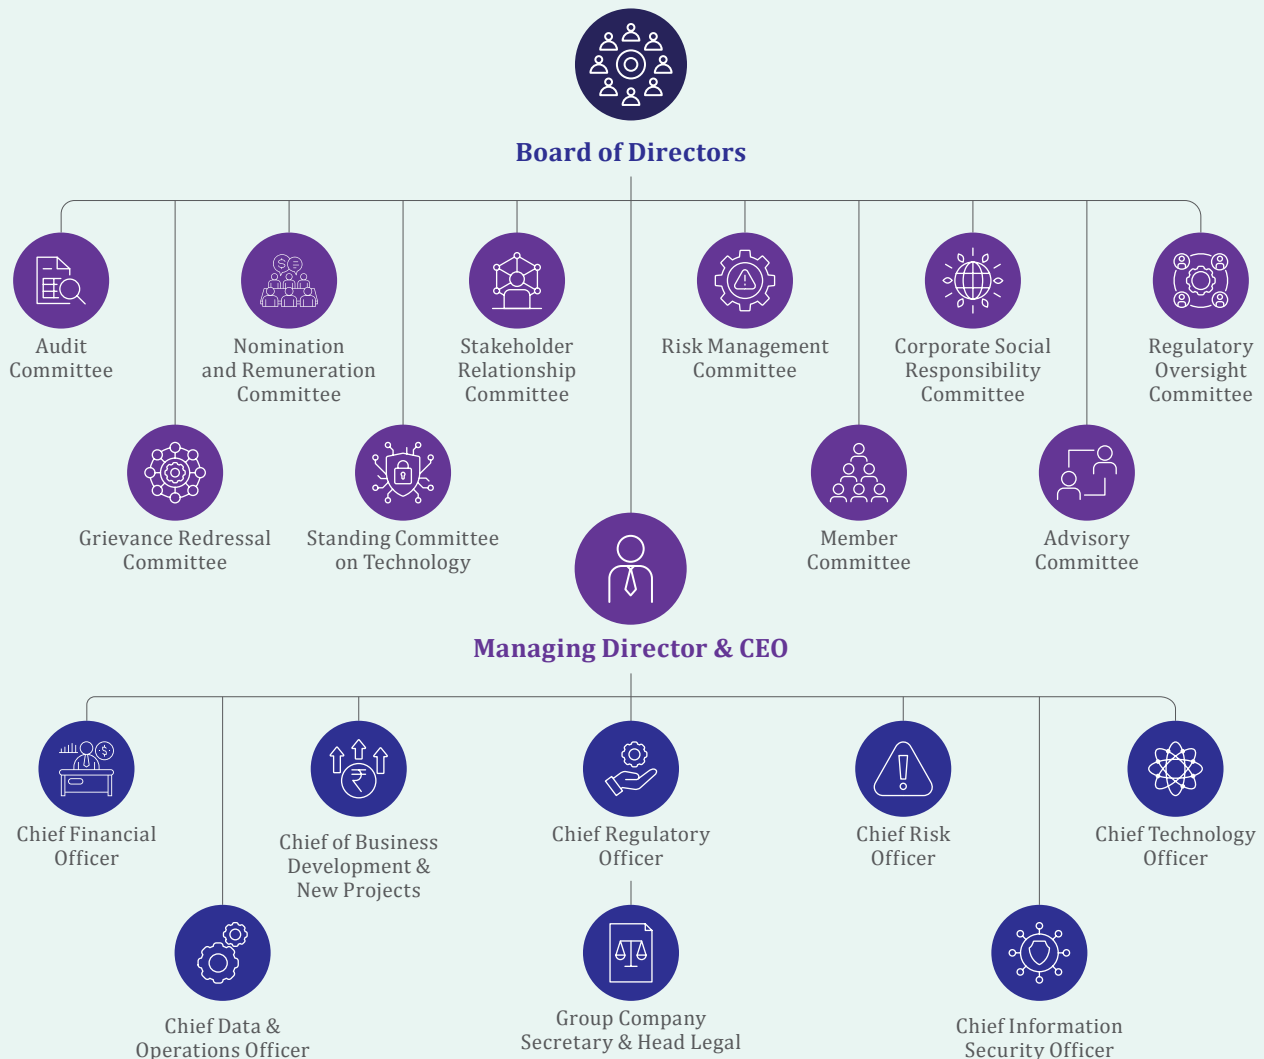 Board of Directors
Audit
Committee
Nomination
and Remuneration
Committee
Stakeholder
Relationship
Committee
Risk Management
Committee
Corporate Social
Responsibility
Committee
Regulatory
Oversight
Committee
Grievance Redressal
Committee
Standing Committee
on Technology
Member
Committee
Advisory
Committee
Managing Director & CEO
Chief Financial
Officer
Chief of Business
Development &
New Projects
Chief Regulatory
Officer
Chief Risk
Officer
Chief Technology
Officer
Chief Data &
Operations Officer
Group Company
Secretary & Head Legal
Chief Information
Security Officer